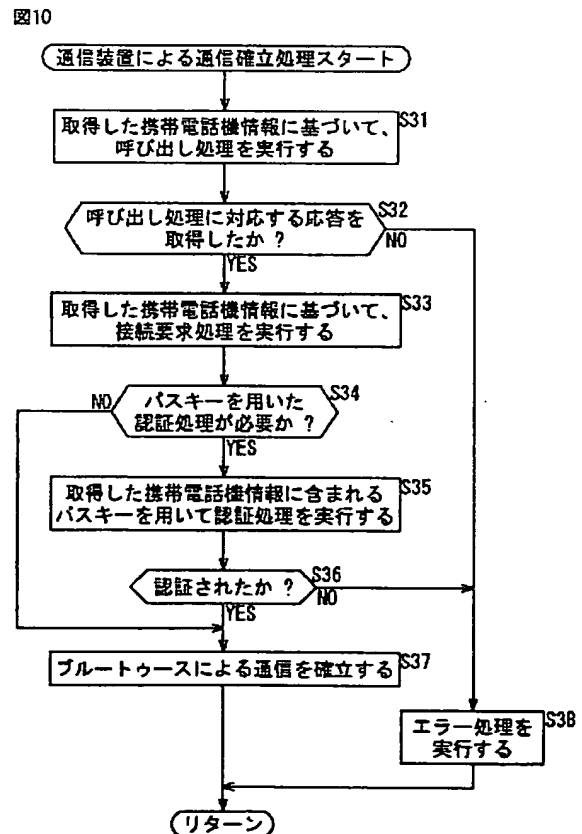 図10
通信装置による通信確立処理スタート
取得した携帯電話機情報に基づいて、
呼び出し処理を実行する
S31
呼び出し処理に対応する応答を
取得したか ?
S32
NO
YES
取得した携帯電話機情報に基づいて、
接続要求処理を実行する
S33
NO
パスキーを用いた
認証処理が必要か ?
S34
YES
取得した携帯電話機情報に含まれる
パスキーを用いて認証処理を実行する
S35
認証されたか ?
S36
NO
YES
ブルートゥースによる通信を確立する
S37
エラー処理を
実行する
S38
リターン